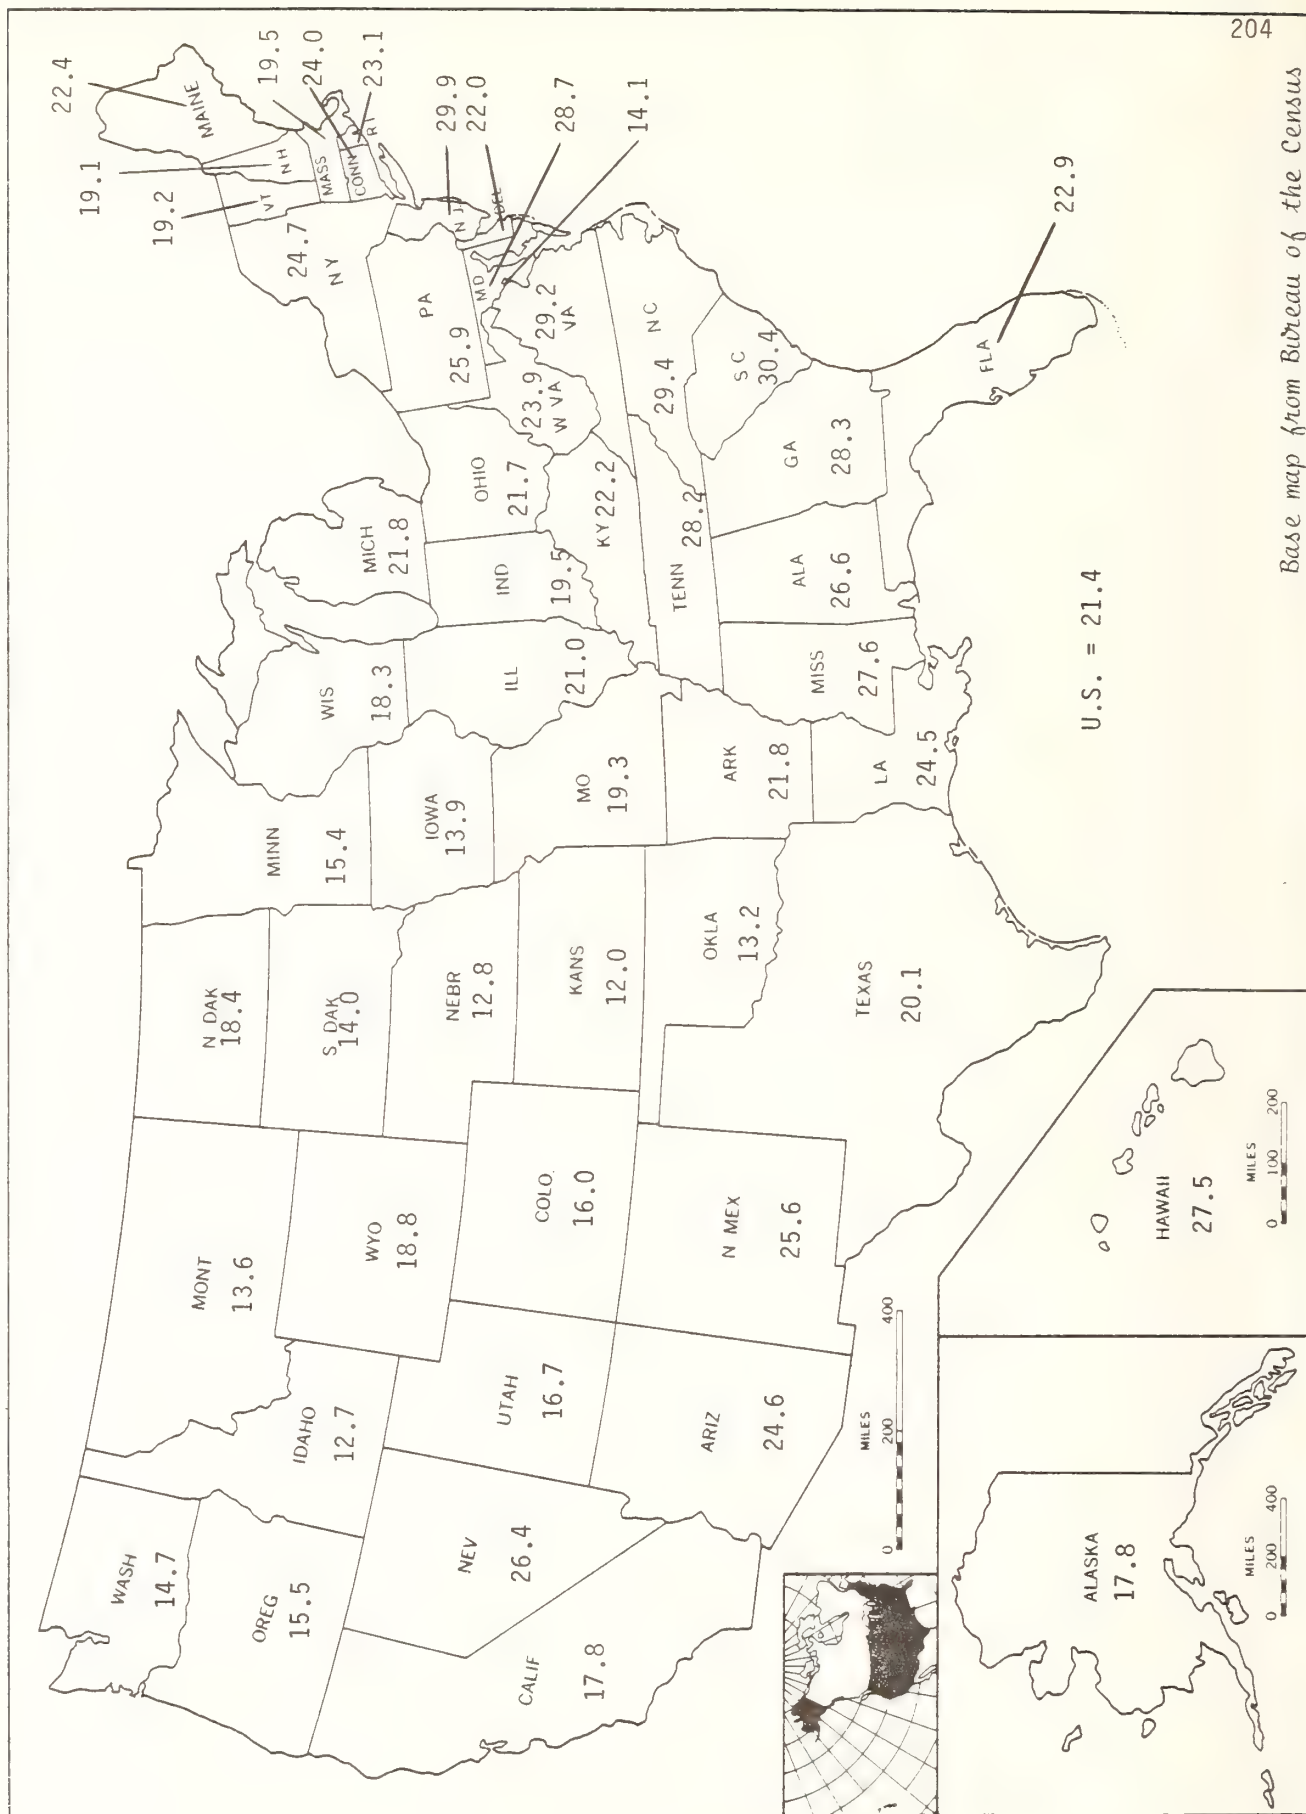 204
22.4
MAINE
19.1
NH
19.2
VT
19.5
MASS
24.0
CONN
23.1
RI
24.7
NY
29.9
NJ
22.0
DEL
28.7
MD
14.1
PA
25.9
29.2
VA
23.9
W VA
NC
29.4
SC
30.4
GA
28.3
FLA
22.9
OHIO
21.7
MICH
21.8
IND
19.5
KY 22.2
TENN
28.2
ALA
26.6
WIS
18.3
ILL
21.0
MISS
27.6
MINN
15.4
IOWA
13.9
MO
19.3
ARK
21.8
LA
24.5
N DAK
18.4
S DAK
14.0
NEBR
12.8
KANS
12.0
OKLA
13.2
TEXAS
20.1
MONT
13.6
WYO
18.8
COLO.
16.0
N MEX
25.6
IDAHO
12.7
UTAH
16.7
ARIZ
24.6
WASH
14.7
OREG
15.5
NEV
26.4
CALIF
17.8
U.S. = 21.4
MILES
0 200 400
ALASKA
17.8
MILES
0 200 400
HAWAII
27.5
MILES
0 100 200
Base map from Bureau of the Census